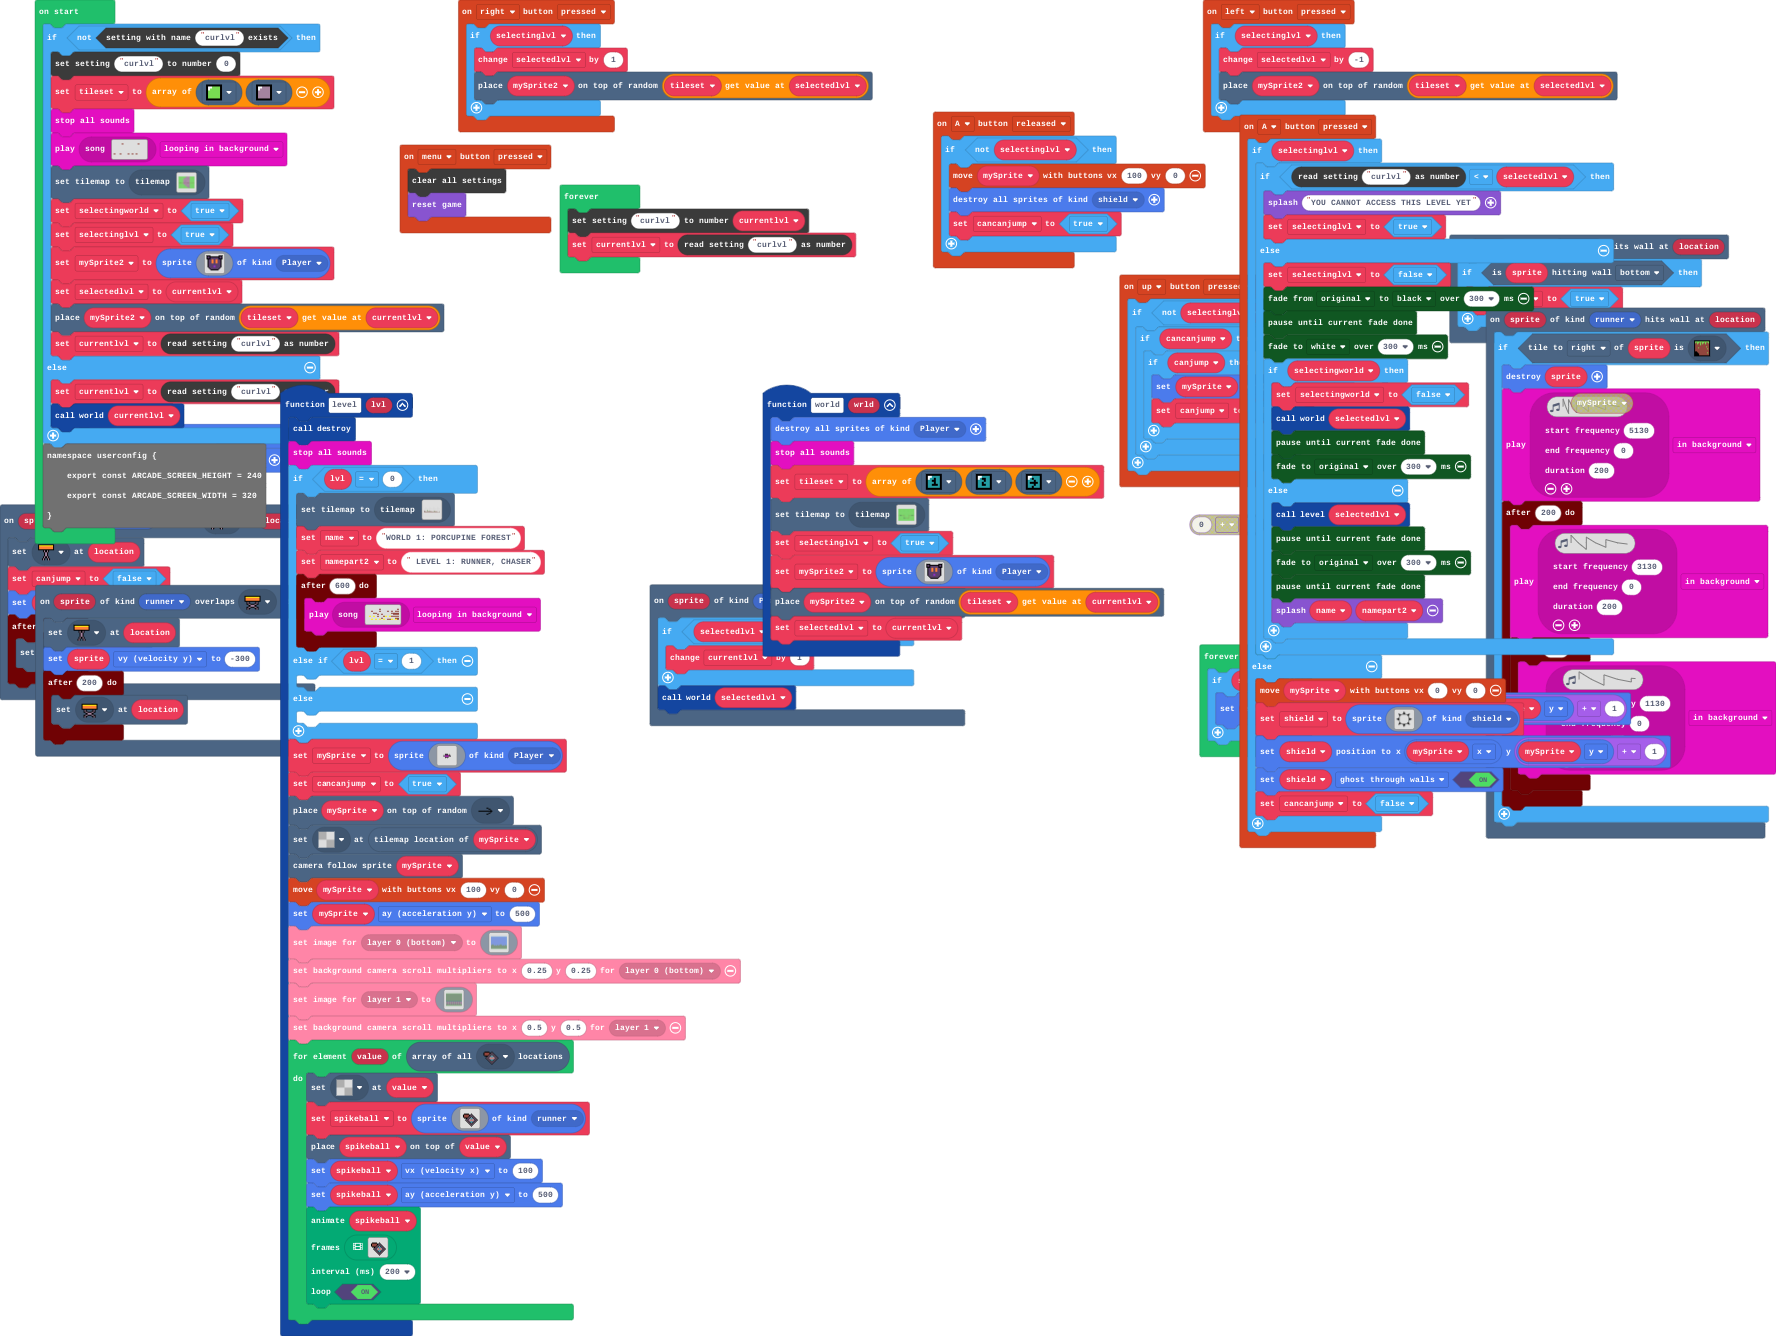 on start
if not setting with name "curlvl" exists then
set setting "curlvl" to number 0
set tileset to array of
stop all sounds
play song looping in background
set tilemap to tilemap
set selectingworld to true
set selectinglvl to true
set mySprite2 to sprite of kind Player
set selectedlvl to currentlvl
place mySprite2 on top of random tileset get value at currentlvl
set currentlvl to read setting "curlvl" as number
else
set currentlvl to read setting "curlvl"
call world currentlvl
namespace userconfig {
export const ARCADE_SCREEN_HEIGHT = 240
export const ARCADE_SCREEN_WIDTH = 320
}
on right button pressed
if selectinglvl then
change selectedlvl by 1
place mySprite2 on top of random tileset get value at selectedlvl
on left button pressed
if selectinglvl then
change selectedlvl by -1
place mySprite2 on top of random tileset get value at selectedlvl
on menu button pressed
clear all settings
reset game
forever
set setting "curlvl" to number currentlvl
set currentlvl to read setting "curlvl" as number
on A button released
if not selectinglvl then
move mySprite with buttons vx 100 vy 0
destroy all sprites of kind shield
set cancanjump to true
on up button pressed
if not selectinglvl
if cancanjump
if canjump then
set mySprite
set canjump to
on A button pressed
if selectinglvl then
if read setting "curlvl" as number < selectedlvl then
splash "YOU CANNOT ACCESS THIS LEVEL YET"
set selectinglvl to true
else
set selectinglvl to false
fade from original to black over 300 ms
pause until current fade done
fade to white over 300 ms
if selectingworld then
set selectingworld to false
call world selectedlvl
pause until current fade done
fade to original over 300 ms
else
call level selectedlvl
pause until current fade done
fade to original over 300 ms
pause until current fade done
splash name namepart2
else
move mySprite with buttons vx 0 vy 0
set shield to sprite of kind shield
set shield position to x mySprite x y mySprite y + 1
set shield ghost through walls ON
set cancanjump to false
y + 1
its wall at location
if is sprite hitting wall bottom then
to true
on sprite of kind runner hits wall at location
if tile to right of sprite is then
destroy sprite
mySprite
play start frequency 5130 end frequency 0 duration 200 in background
after 200 do
play start frequency 3130 end frequency 0 duration 200 in background
y 1130
0
in background
0 +
forever
if
set
on sp loc
set at location
set canjump to false
set
after
set
on sprite of kind runner overlaps
set at location
set sprite vy (velocity y) to -300
after 200 do
set at location
function level lvl
call destroy
stop all sounds
if lvl = 0 then
set tilemap to tilemap
set name to "WORLD 1: PORCUPINE FOREST"
set namepart2 to " LEVEL 1: RUNNER, CHASER"
after 600 do
play song looping in background
else if lvl = 1 then
else
set mySprite to sprite of kind Player
set cancanjump to true
place mySprite on top of random
set at tilemap location of mySprite
camera follow sprite mySprite
move mySprite with buttons vx 100 vy 0
set mySprite ay (acceleration y) to 500
set image for layer 0 (bottom) to
set background camera scroll multipliers to x 0.25 y 0.25 for layer 0 (bottom)
set image for layer 1 to
set background camera scroll multipliers to x 0.5 y 0.5 for layer 1
for element value of array of all locations
do
set at value
set spikeball to sprite of kind runner
place spikeball on top of value
set spikeball vx (velocity x) to 100
set spikeball ay (acceleration y) to 500
animate spikeball
frames
interval (ms) 200
loop ON
function world wrld
destroy all sprites of kind Player
stop all sounds
set tileset to array of
set tilemap to tilemap
set selectinglvl to true
set mySprite2 to sprite of kind Player
place mySprite2 on top of random tileset get value at currentlvl
set selectedlvl to currentlvl
on sprite of kind
if selectedlvl
change currentlvl by 1
call world selectedlvl